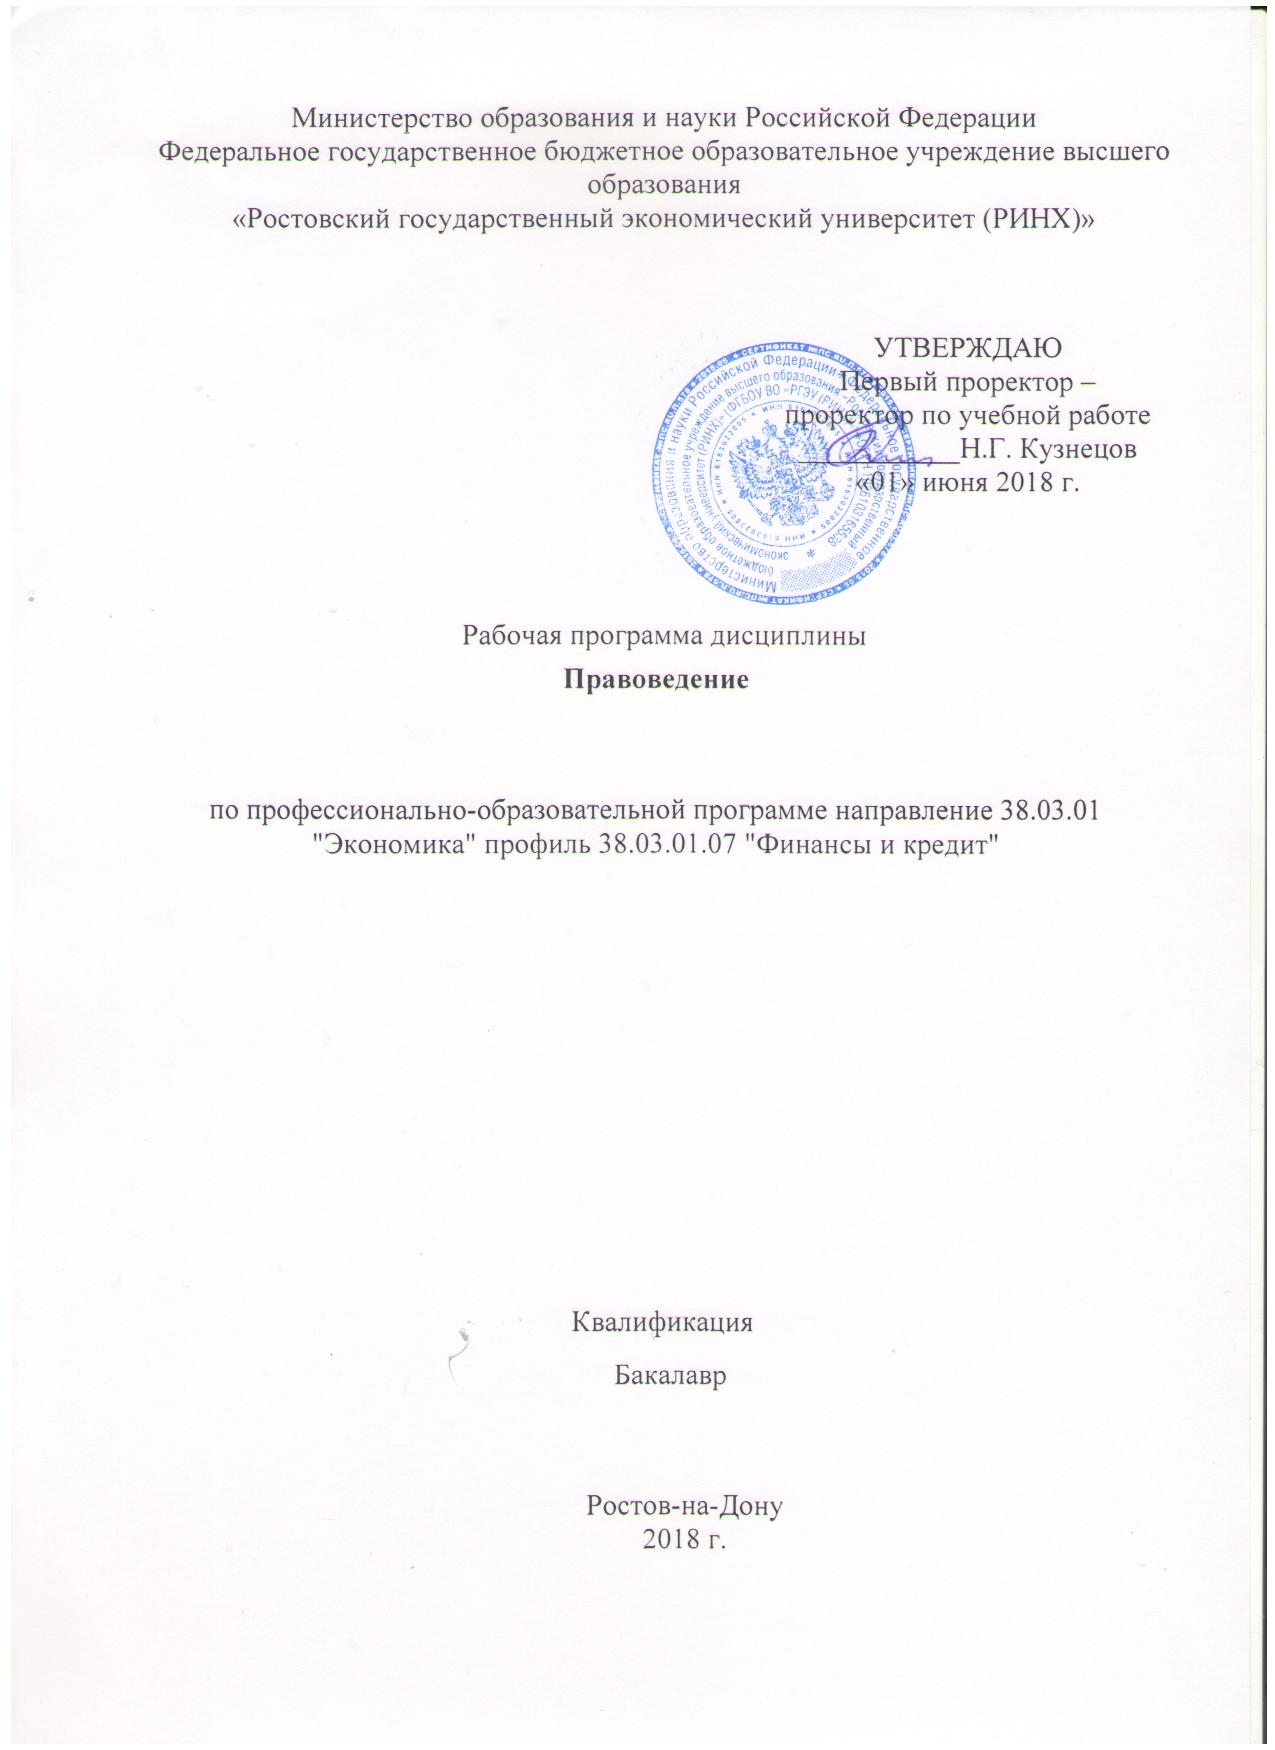 Министерство образования и науки Российской Федерации
Федеральное государственное бюджетное образовательное учреждение высшего
образования
«Ростовский государственный экономический университет (РИНХ)»
УТВЕРЖДАЮ
Первый проректор –
проректор по учебной работе
Н.Г. Кузнецов
«01» июня 2018 г.
Рабочая программа дисциплины
Правоведение
по профессионально-образовательной программе направление 38.03.01
"Экономика" профиль 38.03.01.07 "Финансы и кредит"
Квалификация
Бакалавр
Ростов-на-Дону
2018 г.